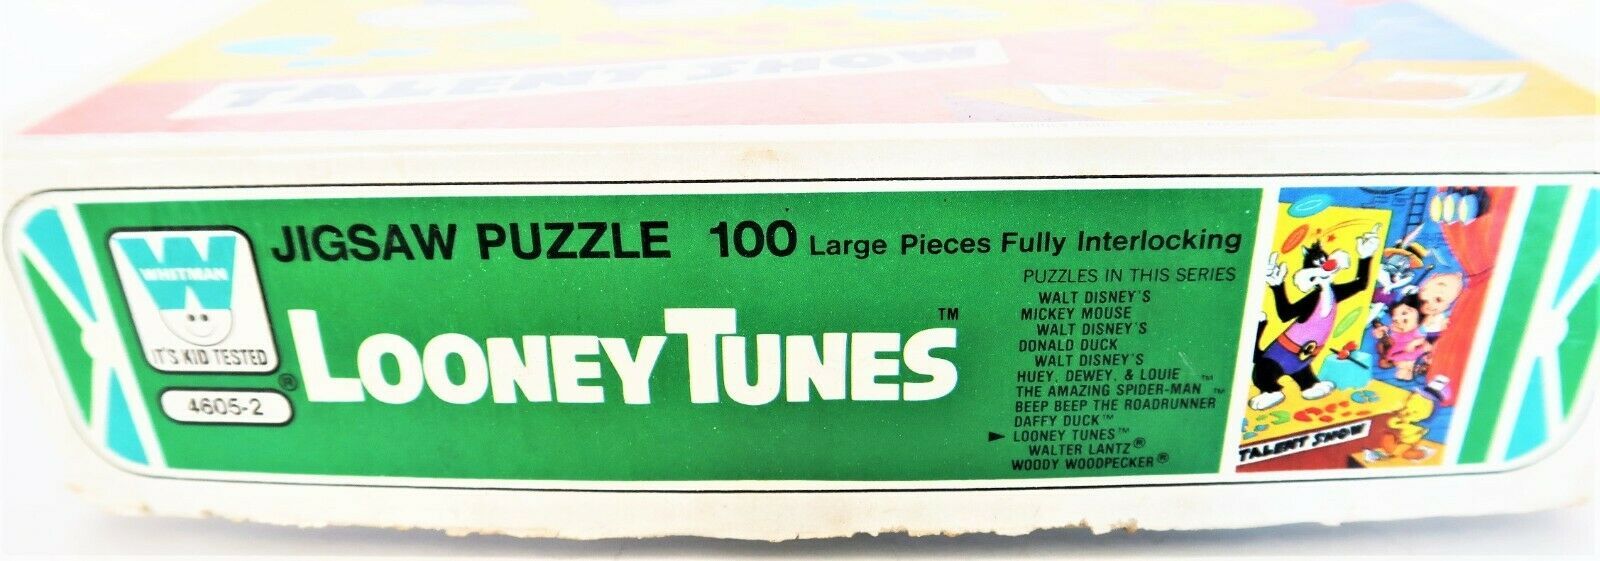 TALENT SHOW
WHITMAN
IT'S KID TESTED
®
4605-2
JIGSAW PUZZLE 100 Large Pieces Fully Interlocking
LOONEY TUNES™
PUZZLES IN THIS SERIES
WALT DISNEY'S
MICKEY MOUSE
WALT DISNEY'S
DONALD DUCK
WALT DISNEY'S
HUEY, DEWEY, & LOUIE
THE AMAZING SPIDER-MAN™
BEEP BEEP THE ROADRUNNER™
DAFFY DUCK™
► LOONEY TUNES™
WALTER LANTZ®
WOODY WOODPECKER®
TALENT SHOW